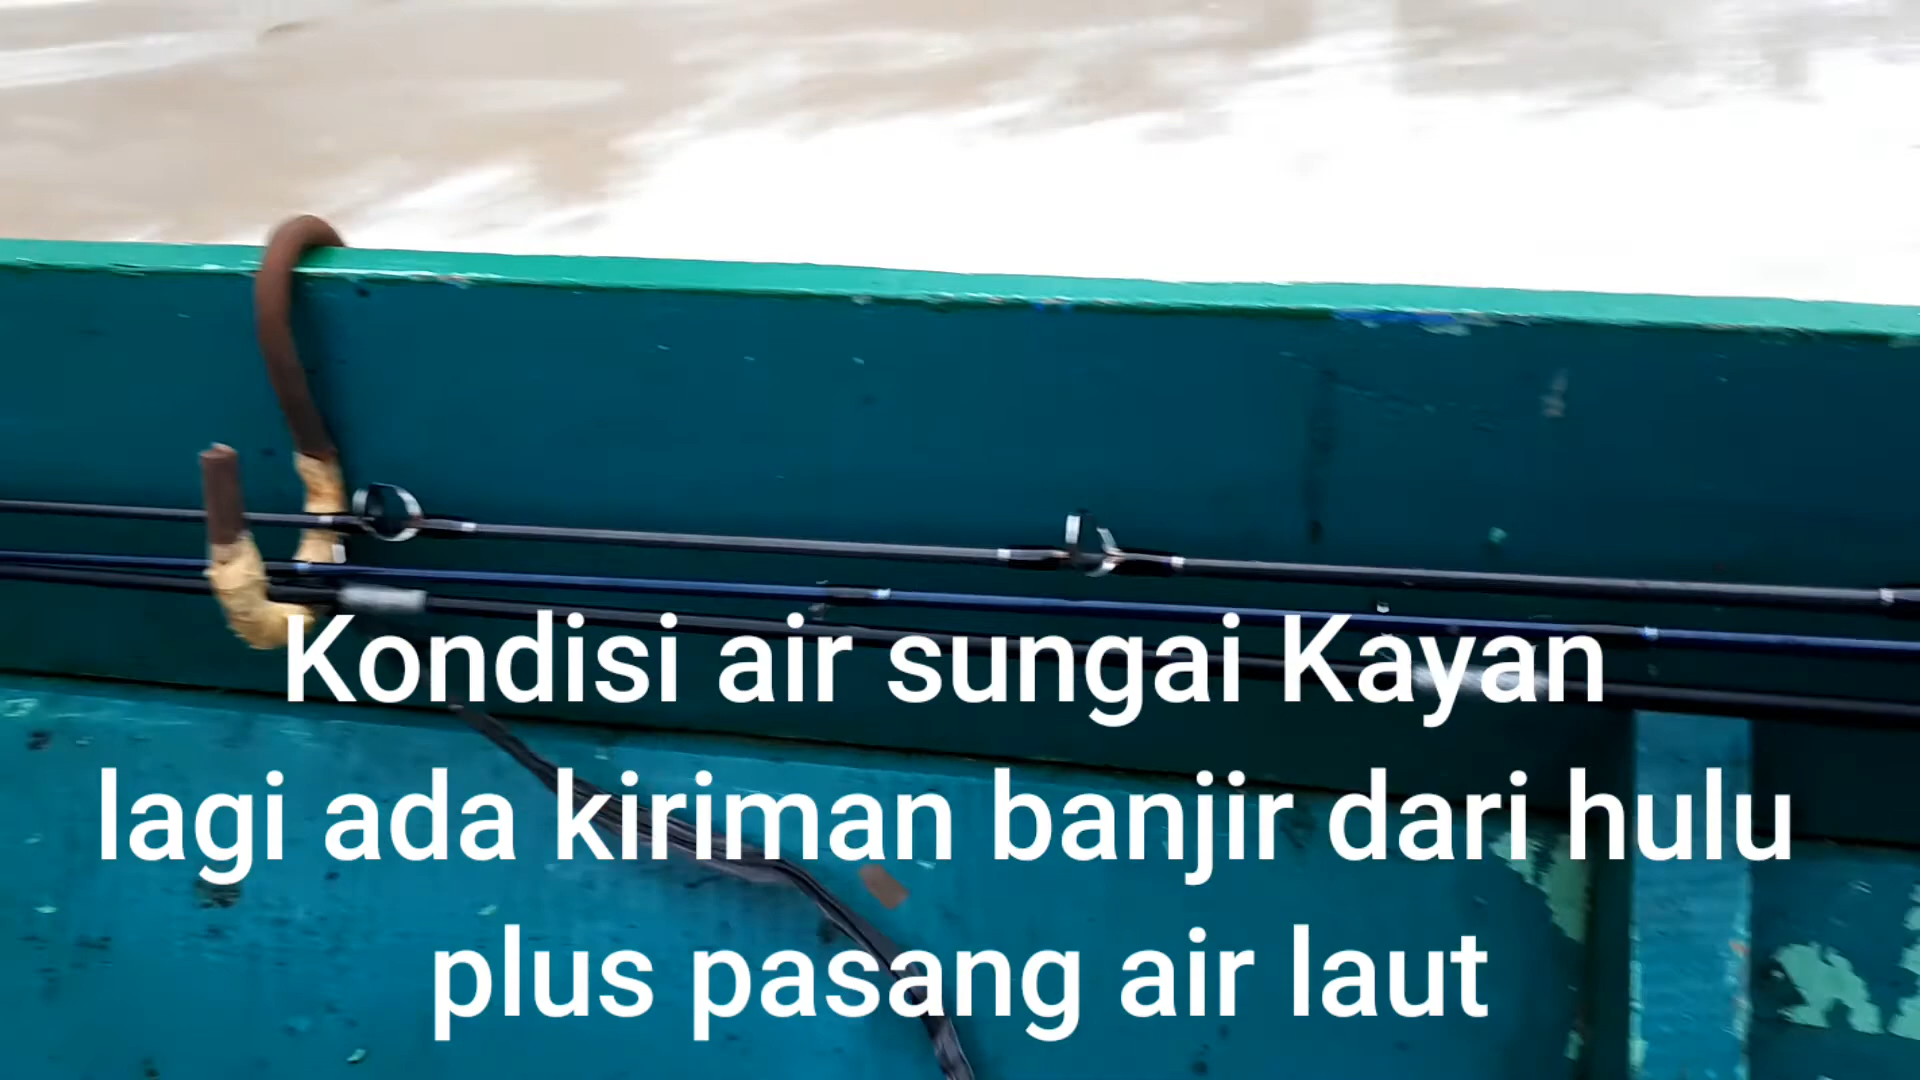 Kondisi air sungai Kayan
lagi ada kiriman banjir dari hulu
plus pasang air laut